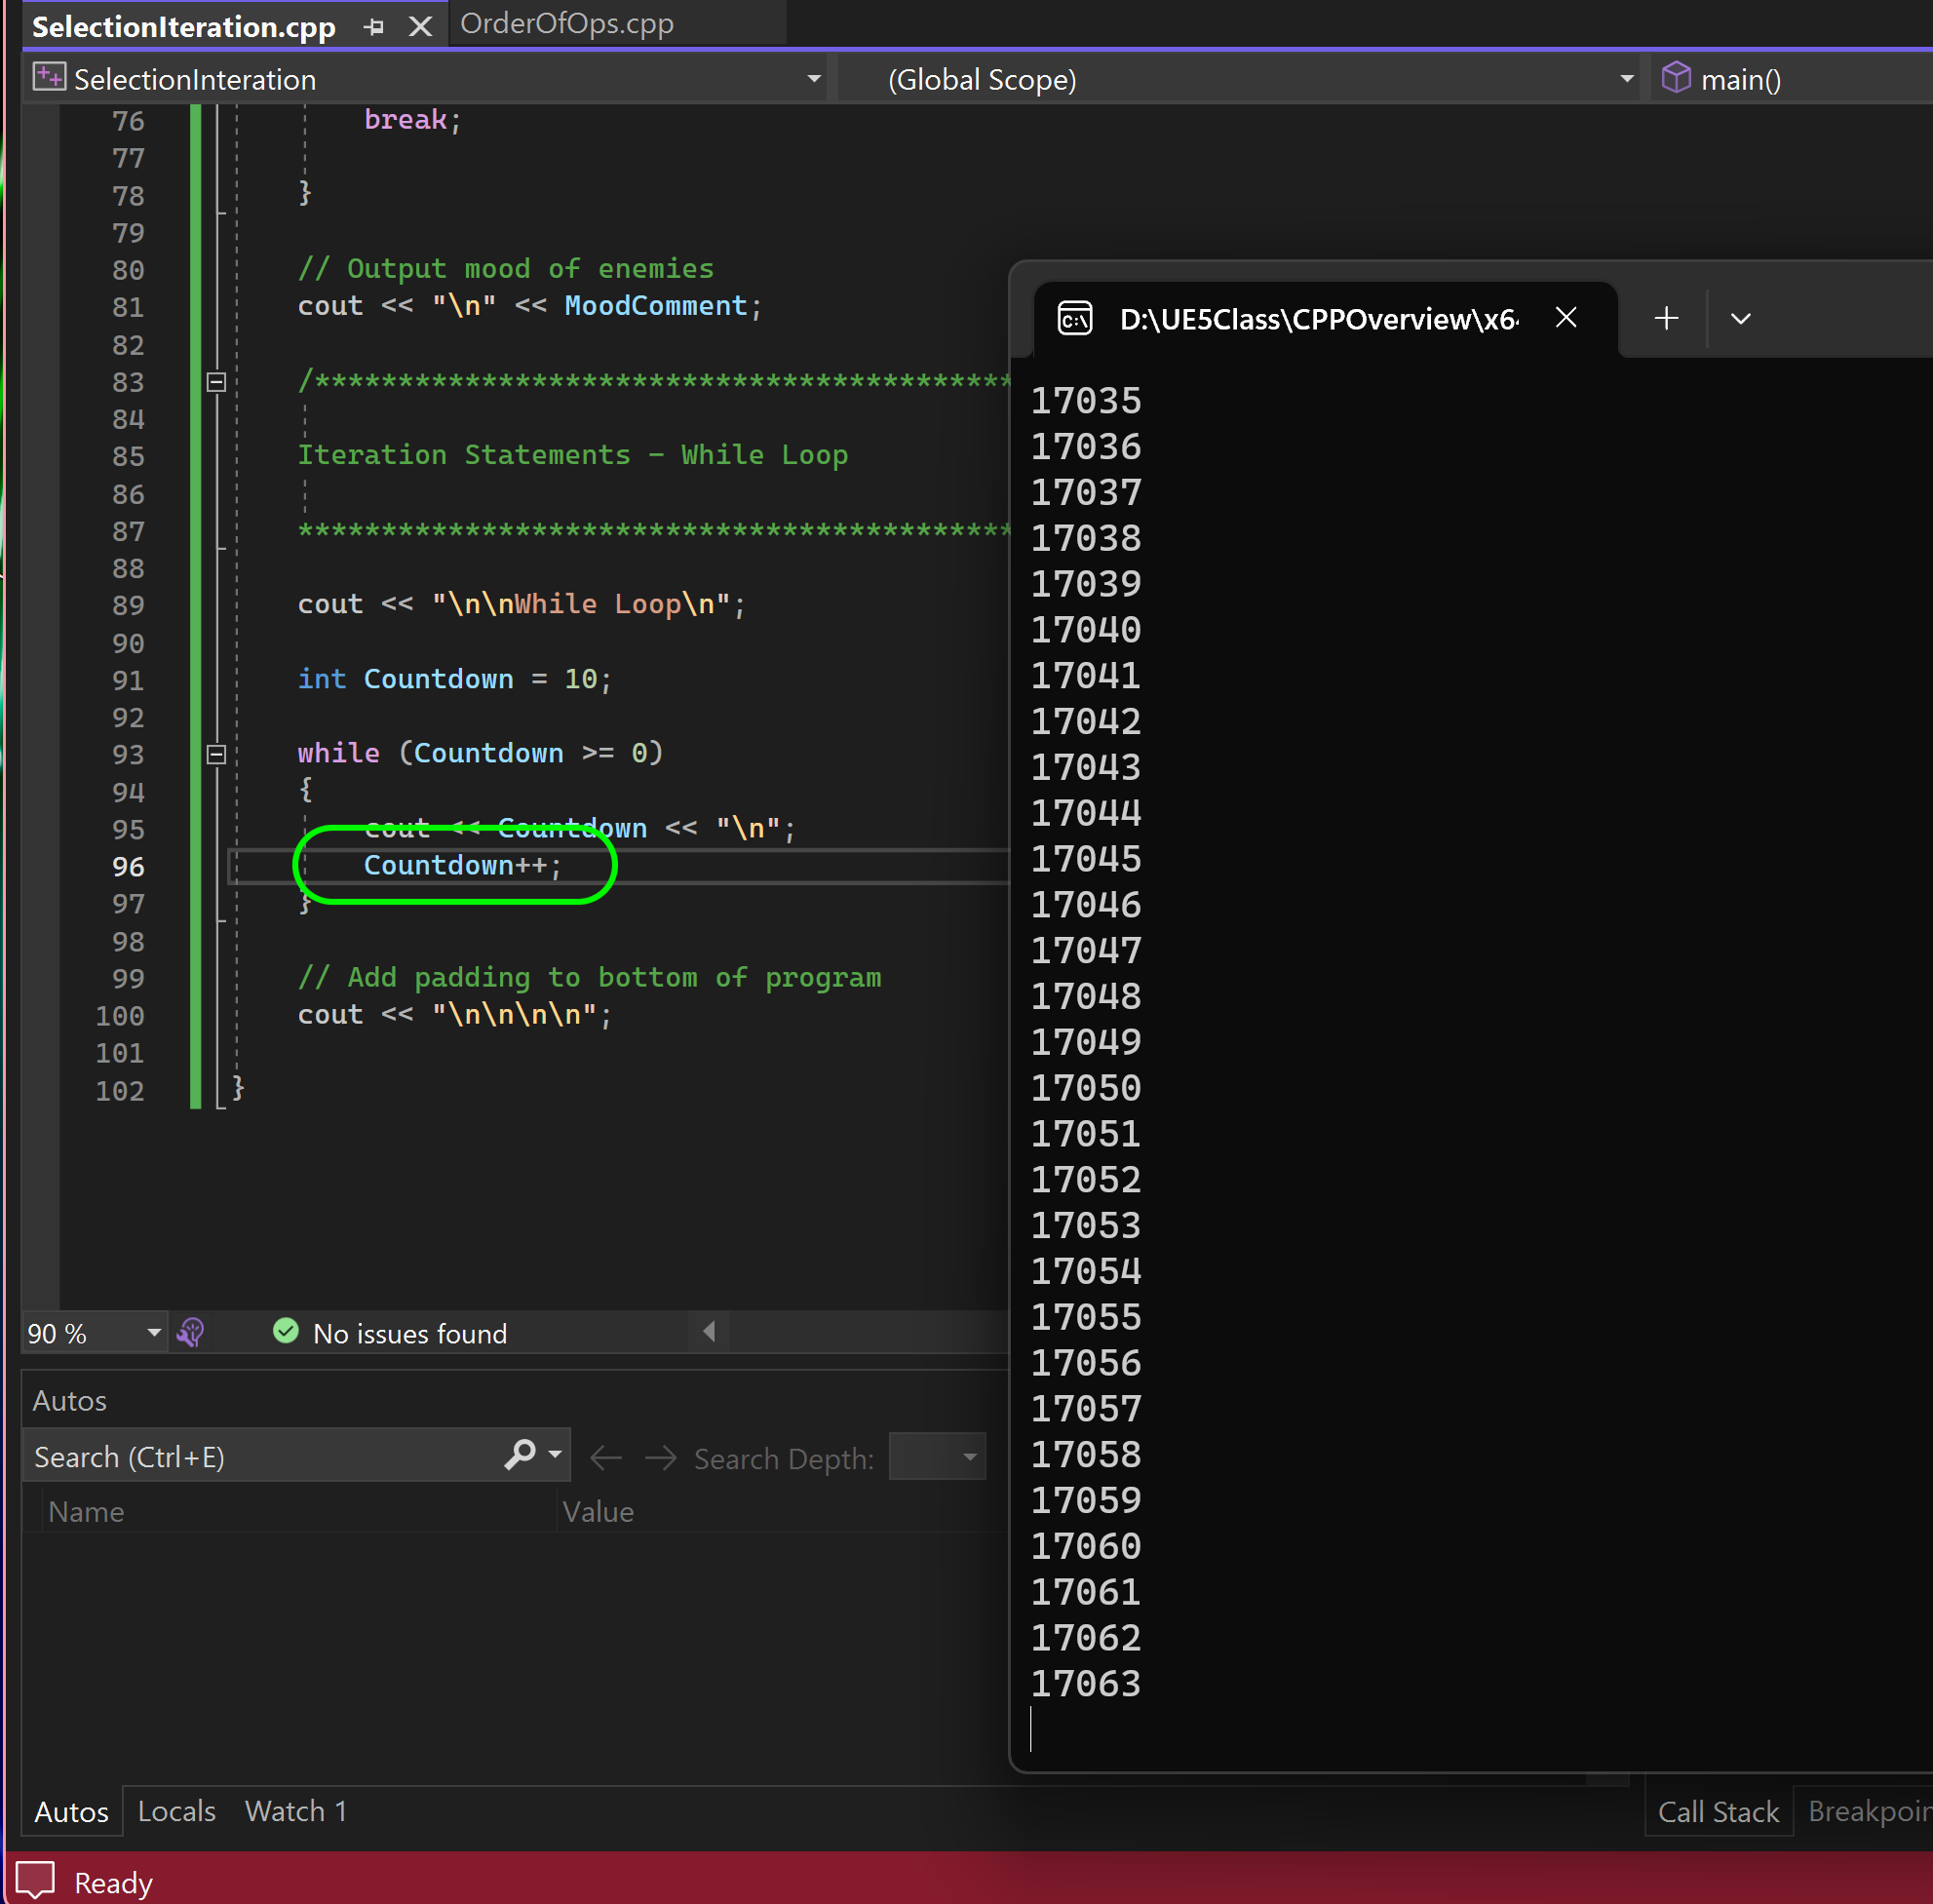 SelectionIteration.cpp
OrderOfOps.cpp
SelectionInteration
(Global Scope)
main()
76 break;
77
78 }
79
80 // Output mood of enemies
81 cout << "\n" << MoodComment;
82
83 /*******************************************
84
85 Iteration Statements - While Loop
86
87 *******************************************
88
89 cout << "\n\nWhile Loop\n";
90
91 int Countdown = 10;
92
93 while (Countdown >= 0)
94 {
95 cout << Countdown << "\n";
96 Countdown++;
97 }
98
99 // Add padding to bottom of program
100 cout << "\n\n\n\n";
101
102 }
D:\UE5Class\CPPOverview\x6
17035
17036
17037
17038
17039
17040
17041
17042
17043
17044
17045
17046
17047
17048
17049
17050
17051
17052
17053
17054
17055
17056
17057
17058
17059
17060
17061
17062
17063
90 %
No issues found
Autos
Search (Ctrl+E)
Search Depth:
Name
Value
Autos
Locals
Watch 1
Call Stack
Breakpoin
Ready